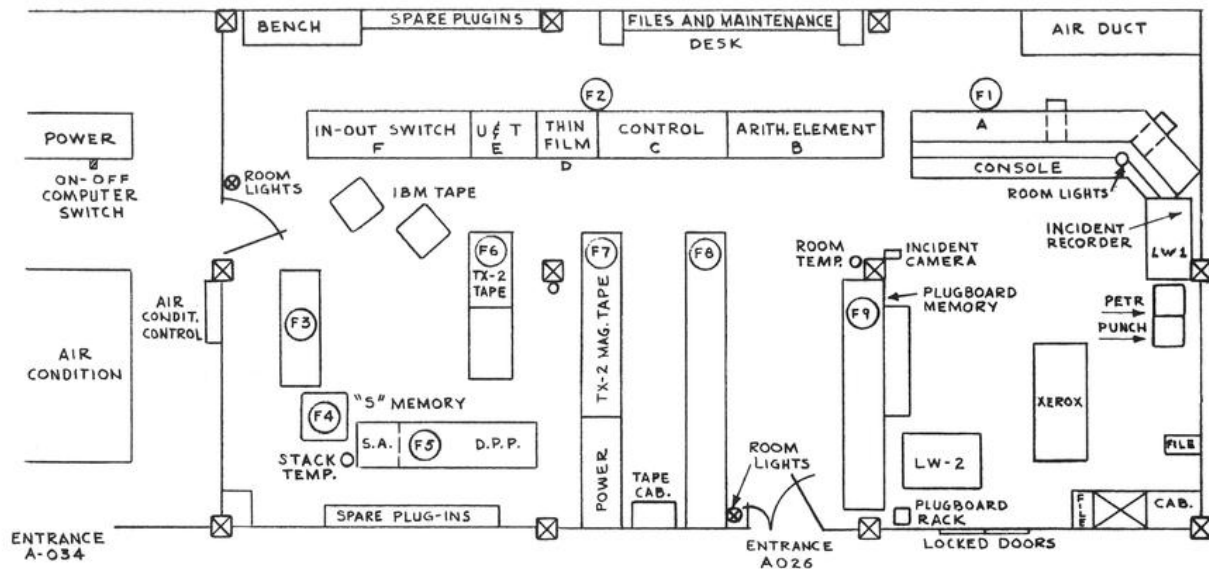 BENCH
SPARE PLUGINS
FILES AND MAINTENANCE
DESK
AIR DUCT
F2
F1
POWER
IN-OUT SWITCH
F
U & T
E
THIN
FILM
D
CONTROL
C
ARITH. ELEMENT
B
A
CONSOLE
ON-OFF
COMPUTER
SWITCH
ROOM
LIGHTS
IBM TAPE
ROOM LIGHTS
INCIDENT
RECORDER
LW1
F6
TX-2
TAPE
F7
TX-2 MAG. TAPE
F8
ROOM
TEMP.
INCIDENT
CAMERA
PLUGBOARD
MEMORY
F9
PETR
PUNCH
AIR
CONDIT.
CONTROL
F3
AIR
CONDITION
"S" MEMORY
F4
S.A.
F5
D.P.P.
STACK
TEMP.
XEROX
ROOM
LIGHTS
LW-2
FILE
POWER
TAPE
CAB.
SPARE PLUG-INS
PLUGBOARD
RACK
FILE
CAB.
ENTRANCE
A-034
ENTRANCE
A026
LOCKED DOORS